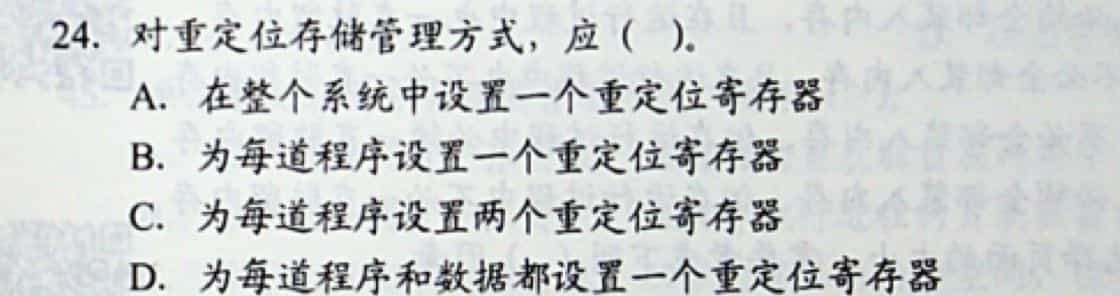 24. 对重定位存储管理方式，应（ ）。
A. 在整个系统中设置一个重定位寄存器
B. 为每道程序设置一个重定位寄存器
C. 为每道程序设置两个重定位寄存器
D. 为每道程序和数据都设置一个重定位寄存器